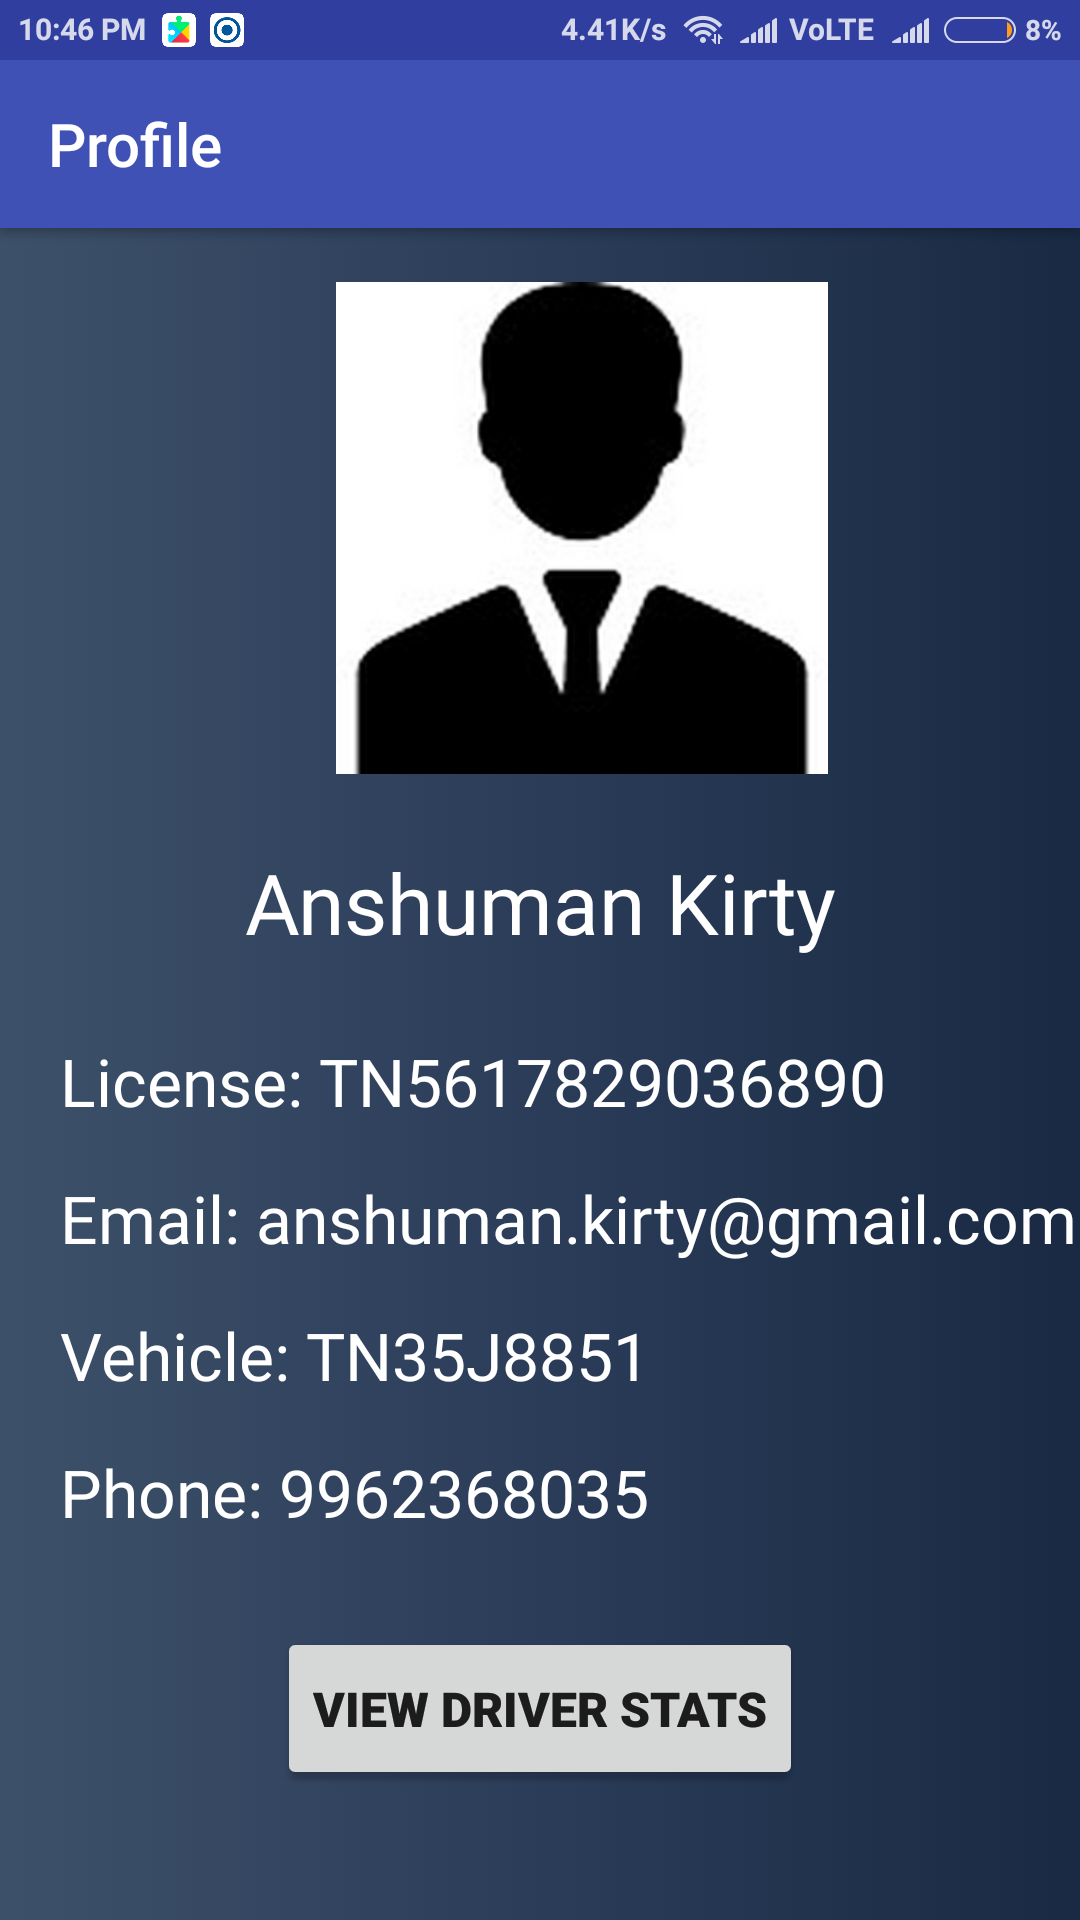 10:46 PM 4.41K/s VoLTE 8%
Profile
Anshuman Kirty
License: TN5617829036890
Email: anshuman.kirty@gmail.com
Vehicle: TN35J8851
Phone: 9962368035
VIEW DRIVER STATS